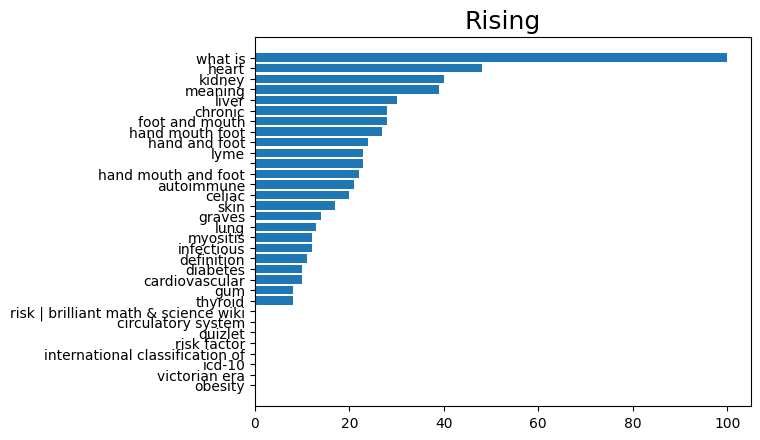 Rising
what is
heart
kidney
meaning
liver
chronic
foot and mouth
hand mouth foot
hand and foot
lyme
hand mouth and foot
autoimmune
celiac
skin
graves
lung
myositis
infectious
definition
diabetes
cardiovascular
gum
thyroid
risk | brilliant math & science wiki
circulatory system
quizlet
risk factor
international classification of
icd-10
victorian era
obesity
0 20 40 60 80 100